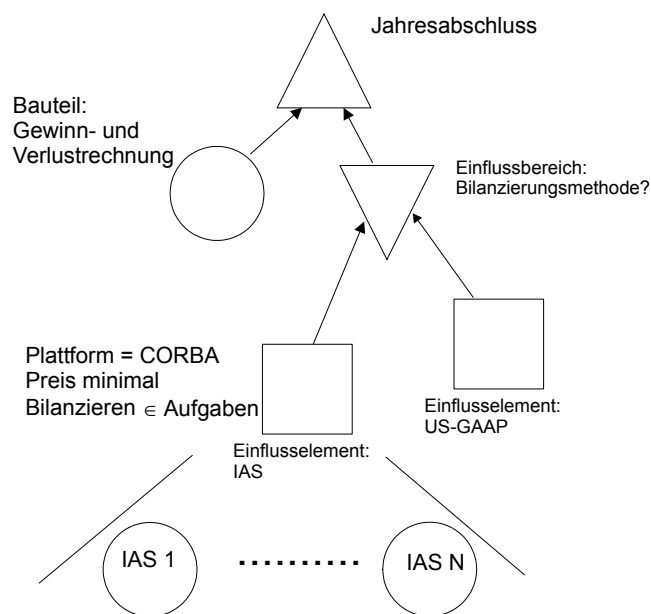 Jahresabschluss
Bauteil:
Gewinn- und
Verlustrechnung
Einflussbereich:
Bilanzierungsmethode?
Plattform = CORBA
Preis minimal
Bilanzieren ∈ Aufgaben
Einflusselement:
US-GAAP
Einflusselement:
IAS
IAS 1
IAS N